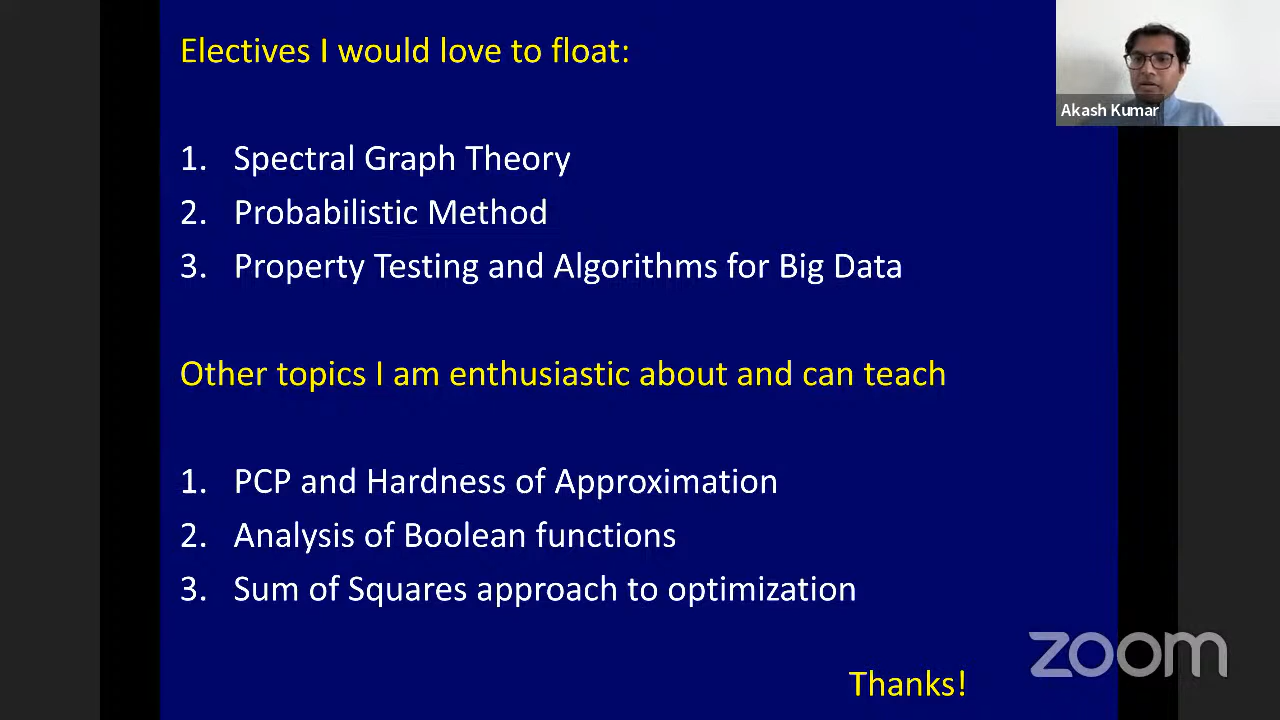 Electives I would love to float:
Akash Kumar
1. Spectral Graph Theory
2. Probabilistic Method
3. Property Testing and Algorithms for Big Data
Other topics I am enthusiastic about and can teach
1. PCP and Hardness of Approximation
2. Analysis of Boolean functions
3. Sum of Squares approach to optimization
zoom
Thanks!